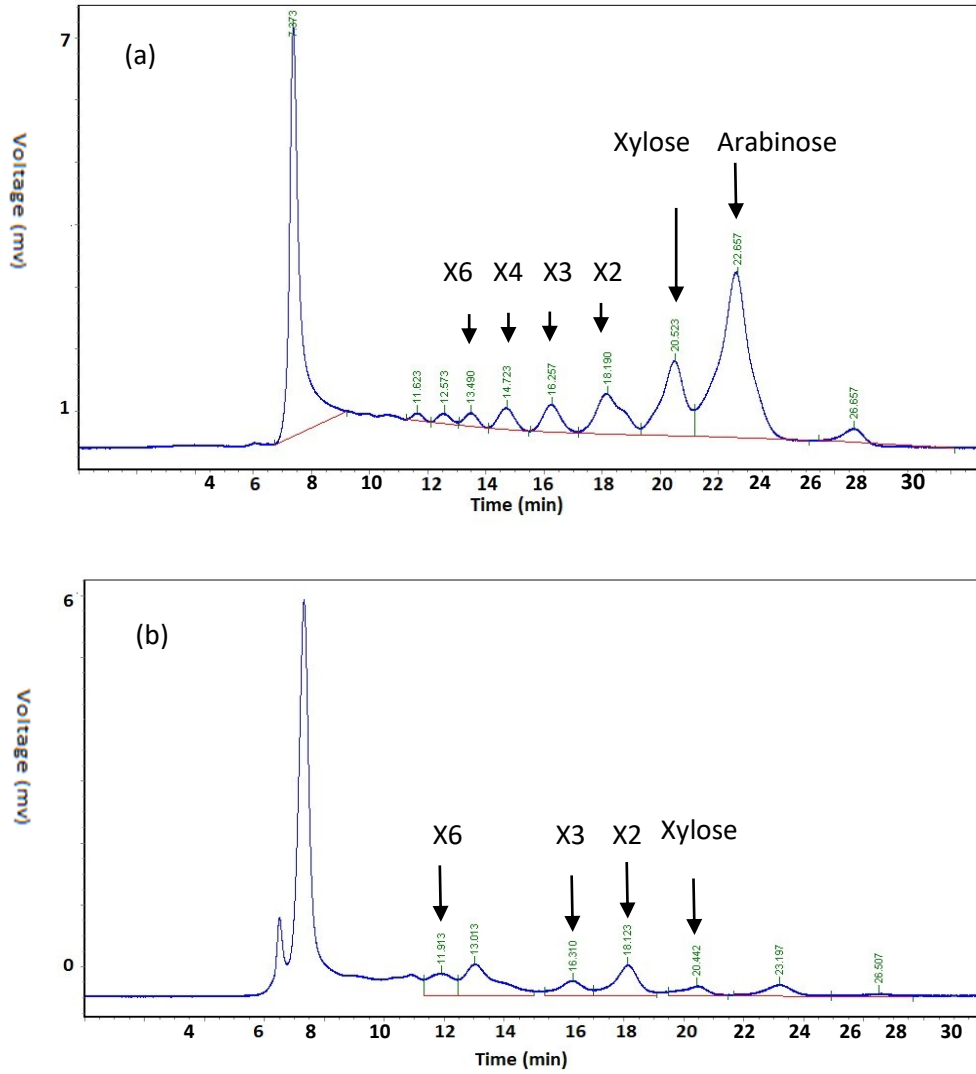 7.373
7
(a)
Voltage (mv)
Xylose Arabinose
22.657
X6 X4 X3 X2
20.523
18.190
16.257
14.723
13.490
12.573
11.623
26.657
1
4 6 8 10 12 14 16 18 20 22 24 26 28 30
Time (min)
6
(b)
Voltage (mv)
X6 X3 X2 Xylose
11.913
13.013
16.310
18.123
20.442
23.197
26.507
0
4 6 8 10 12 14 16 18 20 22 24 26 28 30
Time (min)